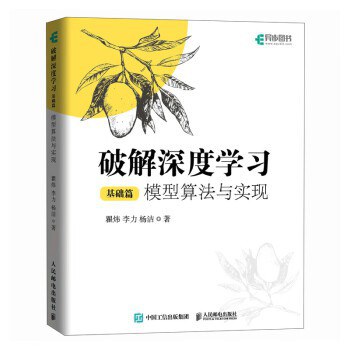 异步图书
破解深度学习
基础篇
模型算法与实现
瞿炜 李力 杨洁 著
中国工信出版集团
人民邮电出版社
破解深度学习
基础篇
模型算法与实现
瞿炜 李力 杨洁 著
人民邮电出版社